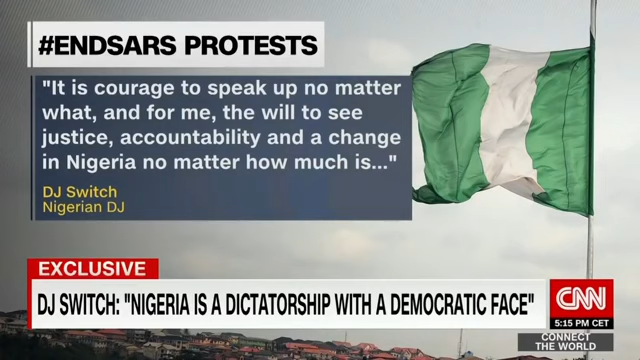 #ENDSARS PROTESTS
"It is courage to speak up no matter
what, and for me, the will to see
justice, accountability and a change
in Nigeria no matter how much is..."
DJ Switch
Nigerian DJ
EXCLUSIVE
DJ SWITCH: "NIGERIA IS A DICTATORSHIP WITH A DEMOCRATIC FACE"
CNN
5:15 PM CET
CONNECT
THE WORLD